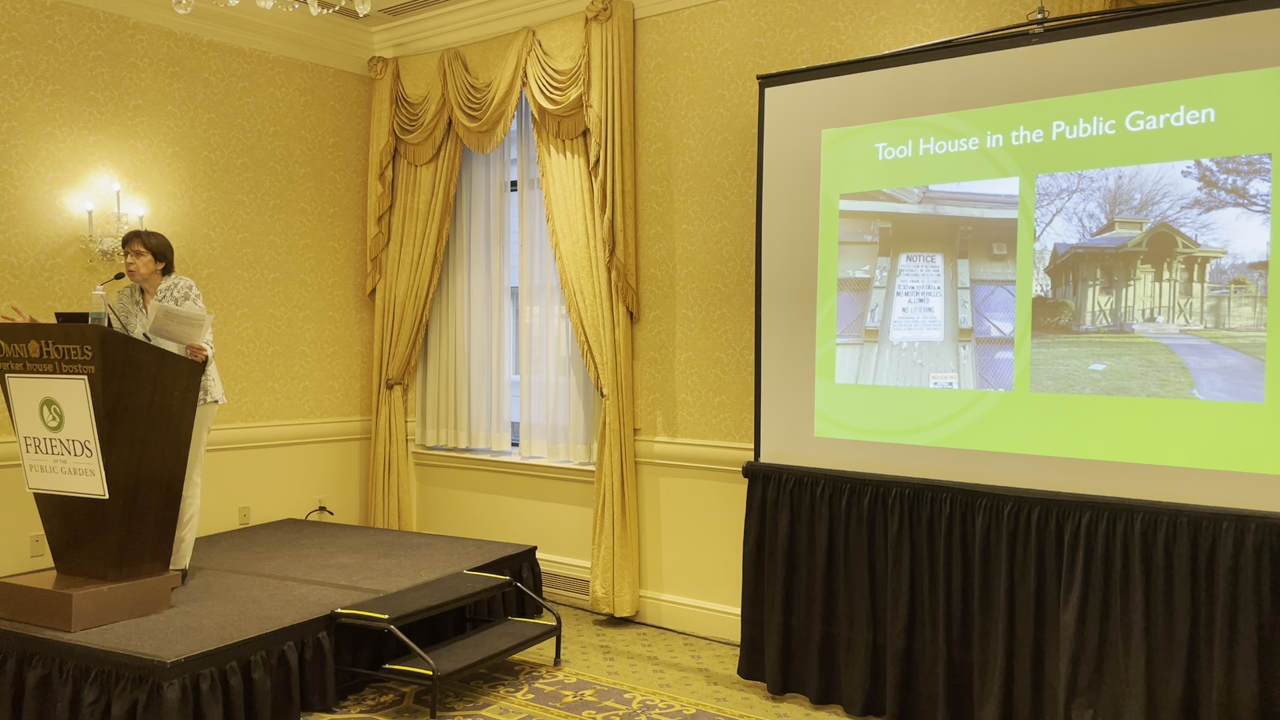 OMNI HOTELS
parker house | boston
FRIENDS
OF THE
PUBLIC GARDEN
Tool House in the Public Garden
NOTICE
NO MOTOR VEHICLES
ALLOWED
NO LITTERING